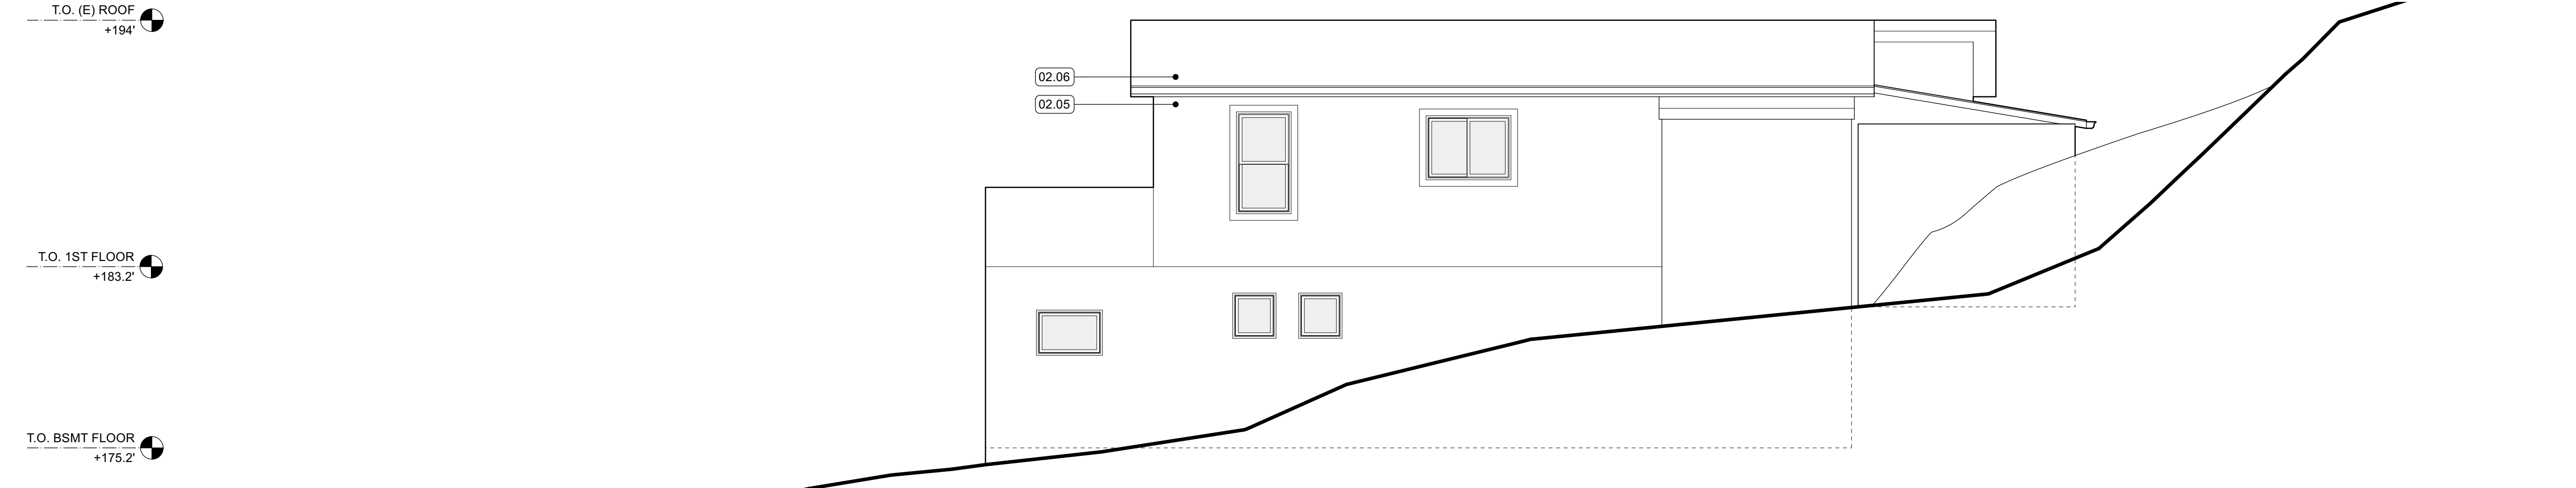 T.O. (E) ROOF
+194'
02.06
02.05
T.O. 1ST FLOOR
+183.2'
T.O. BSMT FLOOR
+175.2'